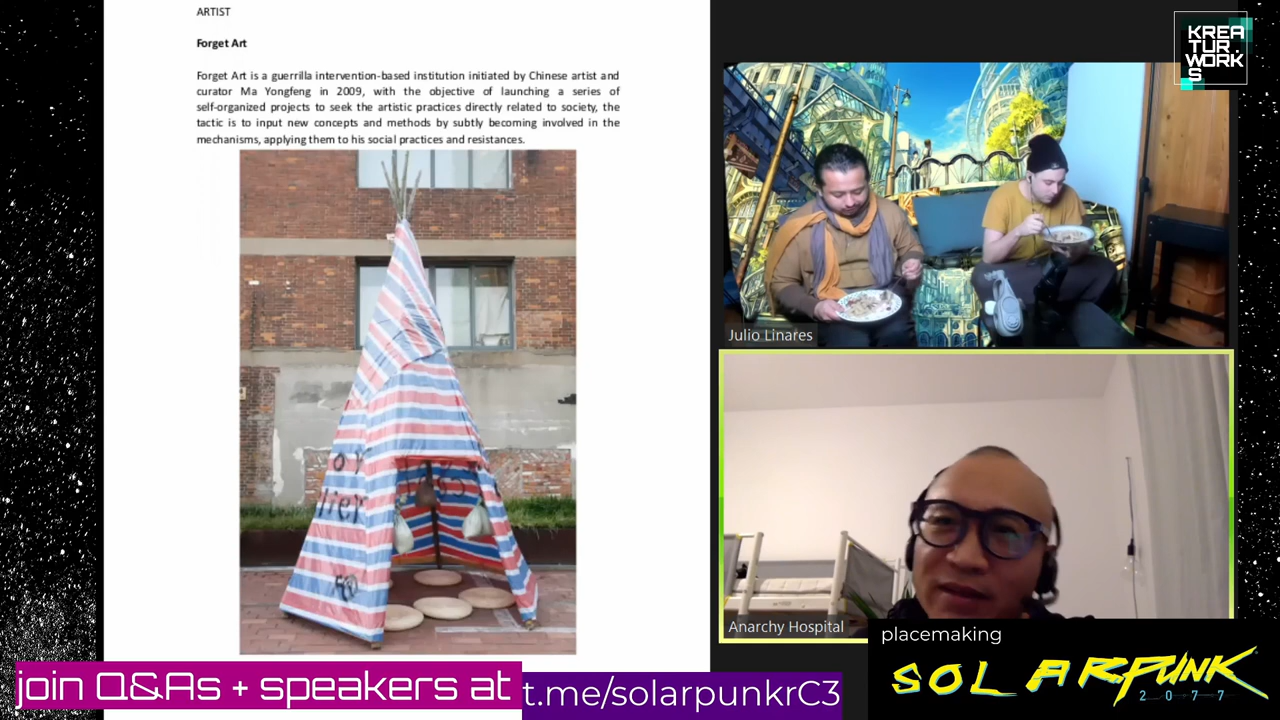 ARTIST
Forget Art
Forget Art is a guerrilla intervention-based institution initiated by Chinese artist and
curator Ma Yongfeng in 2009, with the objective of launching a series of
self-organized projects to seek the artistic practices directly related to society, the
tactic is to input new concepts and methods by subtly becoming involved in the
mechanisms, applying them to his social practices and resistances.
KREA
TUR.
WORK
S
Julio Linares
Anarchy Hospital
placemaking
SOLARPUNK
2077
join Q&As + speakers at
t.me/solarpunkrC3